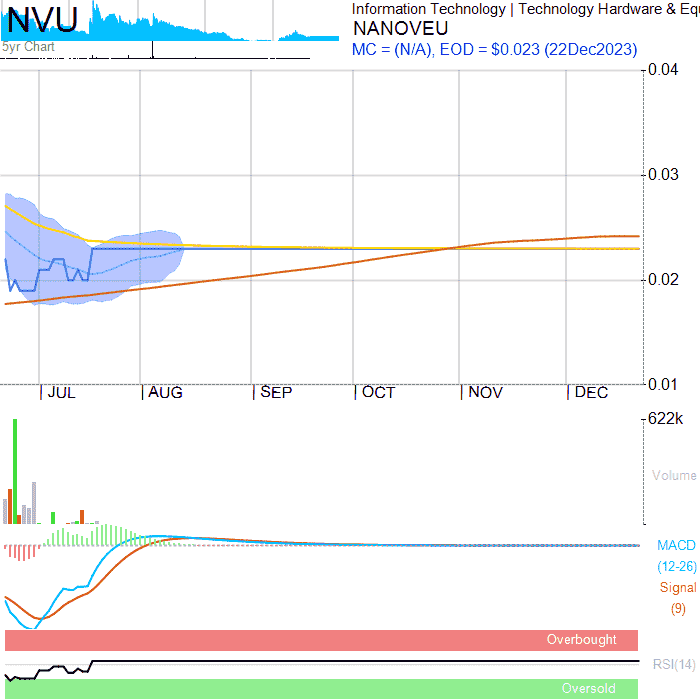 NVU
5yr Chart
Information Technology | Technology Hardware & Equ
NANOVEU
MC = (N/A), EOD = $0.023 (22Dec2023)
0.04
0.03
0.02
0.01
JUL AUG SEP OCT NOV DEC
622k
Volume
MACD
(12-26)
Signal
(9)
Overbought
RSI(14)
Oversold